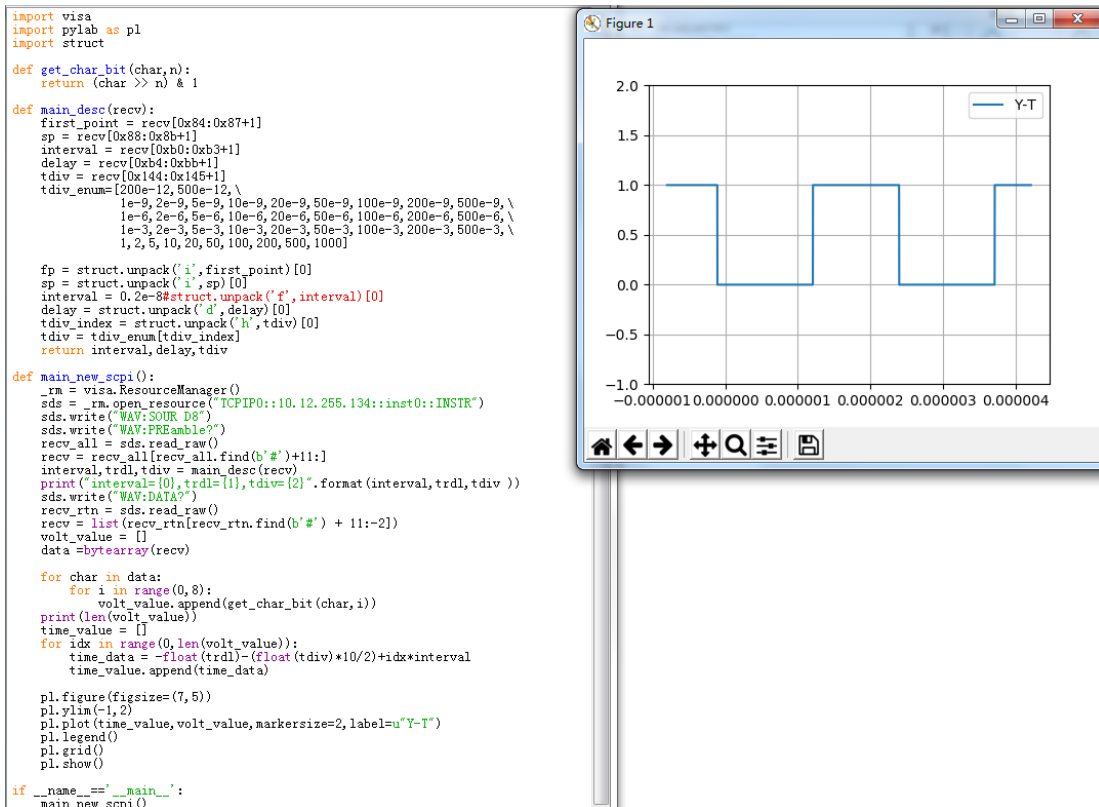 import visa
import pylab as pl
import struct

def get_char_bit(char,n):
    return (char >> n) & 1

def main_desc(recv):
    first_point = recv[0x84:0x87+1]
    sp = recv[0x88:0x8b+1]
    interval = recv[0xb0:0xb3+1]
    delay = recv[0xb4:0xbb+1]
    tdiv = recv[0x144:0x145+1]
    tdiv_enum=[200e-12,500e-12,\
               1e-9,2e-9,5e-9,10e-9,20e-9,50e-9,100e-9,200e-9,500e-9,\
               1e-6,2e-6,5e-6,10e-6,20e-6,50e-6,100e-6,200e-6,500e-6,\
               1e-3,2e-3,5e-3,10e-3,20e-3,50e-3,100e-3,200e-3,500e-3,\
               1,2,5,10,20,50,100,200,500,1000]

    fp = struct.unpack('i',first_point)[0]
    sp = struct.unpack('i',sp)[0]
    interval = 0.2e-8#struct.unpack('f',interval)[0]
    delay = struct.unpack('d',delay)[0]
    tdiv_index = struct.unpack('h',tdiv)[0]
    tdiv = tdiv_enum[tdiv_index]
    return interval,delay,tdiv

def main_new_scpi():
    _rm = visa.ResourceManager()
    sds = _rm.open_resource("TCPIP0::10.12.255.134::inst0::INSTR")
    sds.write("WAV:SOUR D8")
    sds.write("WAV:PREamble?")
    recv_all = sds.read_raw()
    recv = recv_all[recv_all.find(b'#')+11:]
    interval,trdl,tdiv = main_desc(recv)
    print("interval={0},trdl={1},tdiv={2}".format(interval,trdl,tdiv ))
    sds.write("WAV:DATA?")
    recv_rtn = sds.read_raw()
    recv = list(recv_rtn[recv_rtn.find(b'#') + 11:-2])
    volt_value = []
    data =bytearray(recv)

    for char in data:
        for i in range(0,8):
            volt_value.append(get_char_bit(char,i))
    print(len(volt_value))
    time_value = []
    for idx in range(0,len(volt_value)):
        time_data = -float(trdl)-(float(tdiv)*10/2)+idx*interval
        time_value.append(time_data)

    pl.figure(figsize=(7,5))
    pl.ylim(-1,2)
    pl.plot(time_value,volt_value,markersize=2,label=u"Y-T")
    pl.legend()
    pl.grid()
    pl.show()

if __name__=='__main__':
    main_new_scpi()
Figure 1
Y-T
2.0
1.5
1.0
0.5
0.0
−0.5
−1.0
−0.000001 0.000000 0.000001 0.000002 0.000003 0.000004